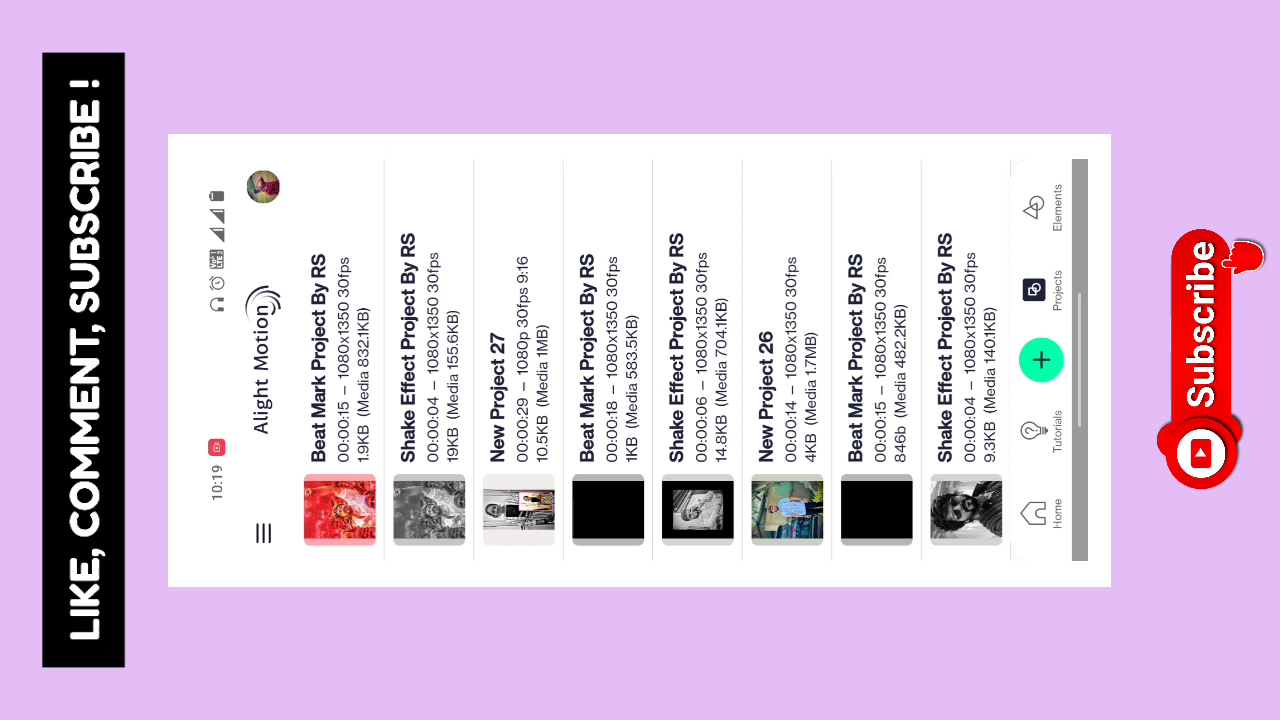 LIKE, COMMENT, SUBSCRIBE !
10:19
Alight Motion
Beat Mark Project By RS
00:00:15 – 1080x1350 30fps
1.9KB (Media 832.1KB)
Shake Effect Project By RS
00:00:04 – 1080x1350 30fps
19KB (Media 155.6KB)
New Project 27
00:00:29 – 1080p 30fps 9:16
10.5KB (Media 1MB)
Beat Mark Project By RS
00:00:18 – 1080x1350 30fps
1KB (Media 583.5KB)
Shake Effect Project By RS
00:00:06 – 1080x1350 30fps
14.8KB (Media 704.1KB)
New Project 26
00:00:14 – 1080x1350 30fps
4KB (Media 1.7MB)
Beat Mark Project By RS
00:00:15 – 1080x1350 30fps
846b (Media 482.2KB)
Shake Effect Project By RS
00:00:04 – 1080x1350 30fps
9.3KB (Media 140.1KB)
Home
Tutorials
Projects
Elements
Subscribe